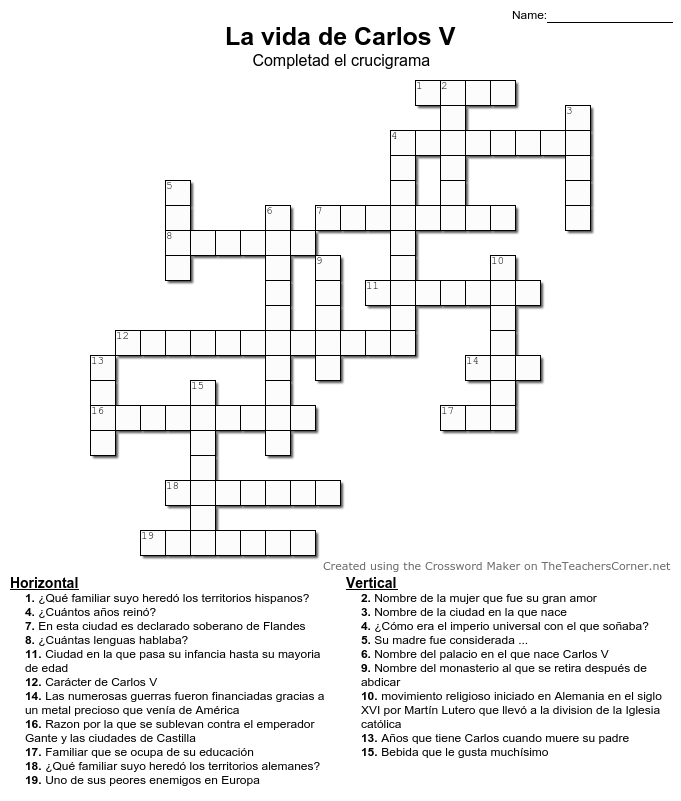 Name:
La vida de Carlos V
Completad el crucigrama
1 2
3
4
5
6 7
8
9 10
11
12
13 14
15
16 17
18
19
Created using the Crossword Maker on TheTeachersCorner.net
Horizontal
1. ¿Qué familiar suyo heredó los territorios hispanos?
4. ¿Cuántos años reinó?
7. En esta ciudad es declarado soberano de Flandes
8. ¿Cuántas lenguas hablaba?
11. Ciudad en la que pasa su infancia hasta su mayoria
de edad
12. Carácter de Carlos V
14. Las numerosas guerras fueron financiadas gracias a
un metal precioso que venía de América
16. Razon por la que se sublevan contra el emperador
Gante y las ciudades de Castilla
17. Familiar que se ocupa de su educación
18. ¿Qué familiar suyo heredó los territorios alemanes?
19. Uno de sus peores enemigos en Europa
Vertical
2. Nombre de la mujer que fue su gran amor
3. Nombre de la ciudad en la que nace
4. ¿Cómo era el imperio universal con el que soñaba?
5. Su madre fue considerada ...
6. Nombre del palacio en el que nace Carlos V
9. Nombre del monasterio al que se retira después de
abdicar
10. movimiento religioso iniciado en Alemania en el siglo
XVI por Martín Lutero que llevó a la division de la Iglesia
católica
13. Años que tiene Carlos cuando muere su padre
15. Bebida que le gusta muchísimo